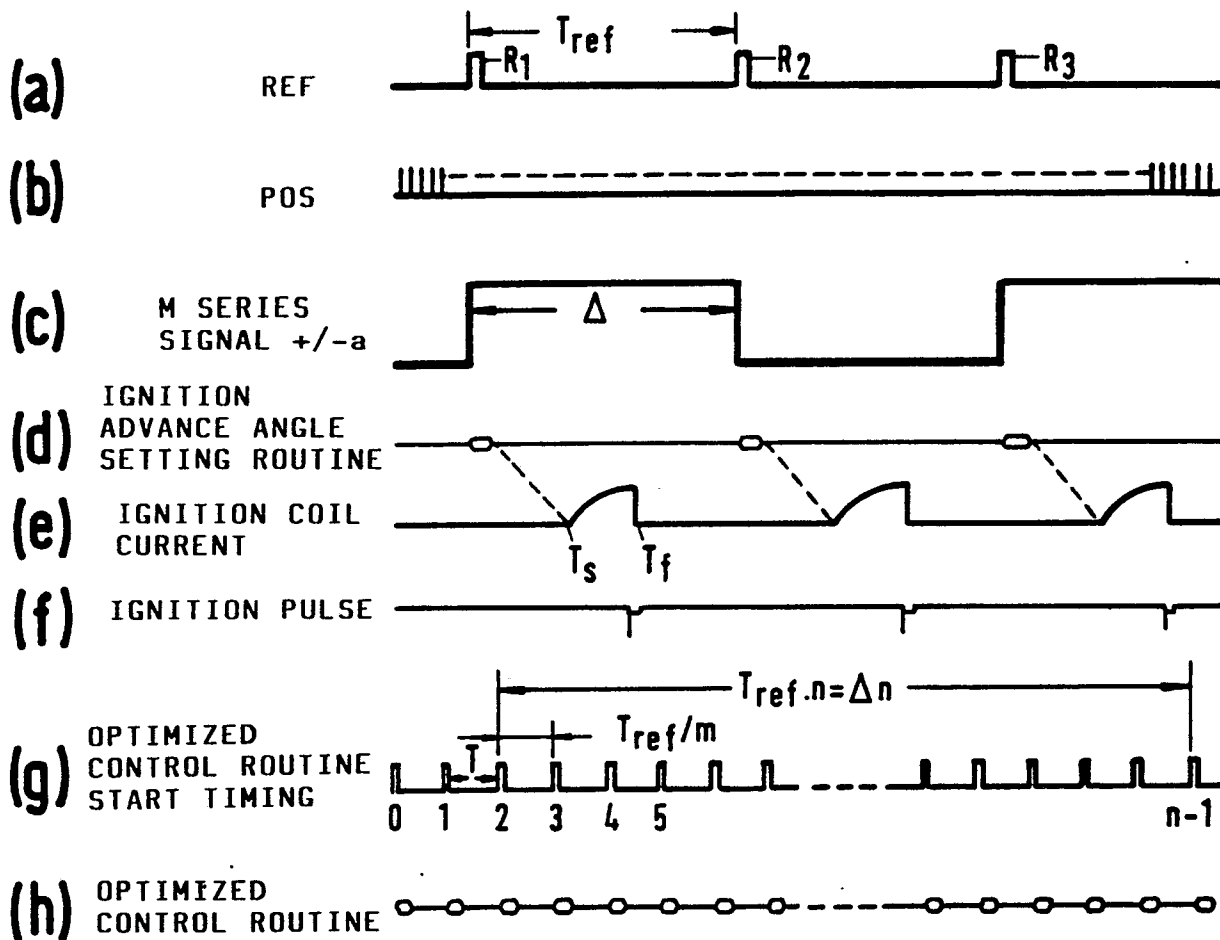 T_ref
(a) REF R1 R2 R3
(b) POS
(c) M SERIES
SIGNAL +/-a
Δ
(d) IGNITION
ADVANCE ANGLE
SETTING ROUTINE
(e) IGNITION COIL
CURRENT
T_s T_f
(f) IGNITION PULSE
T_ref.n=Δn
T_ref/m
(g) OPTIMIZED
CONTROL ROUTINE
START TIMING
T
0 1 2 3 4 5 n-1
(h) OPTIMIZED
CONTROL ROUTINE